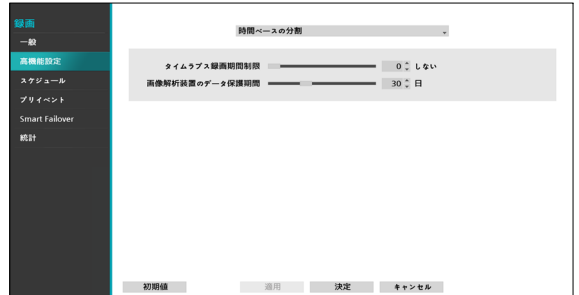 録画
一般
高機能設定
スケジュール
プリイベント
Smart Failover
統計
時間ベースの分割
タイムラプス録画期間制限 0 しない
画像解析装置のデータ保護期間 30 日
初期値 適用 決定 キャンセル